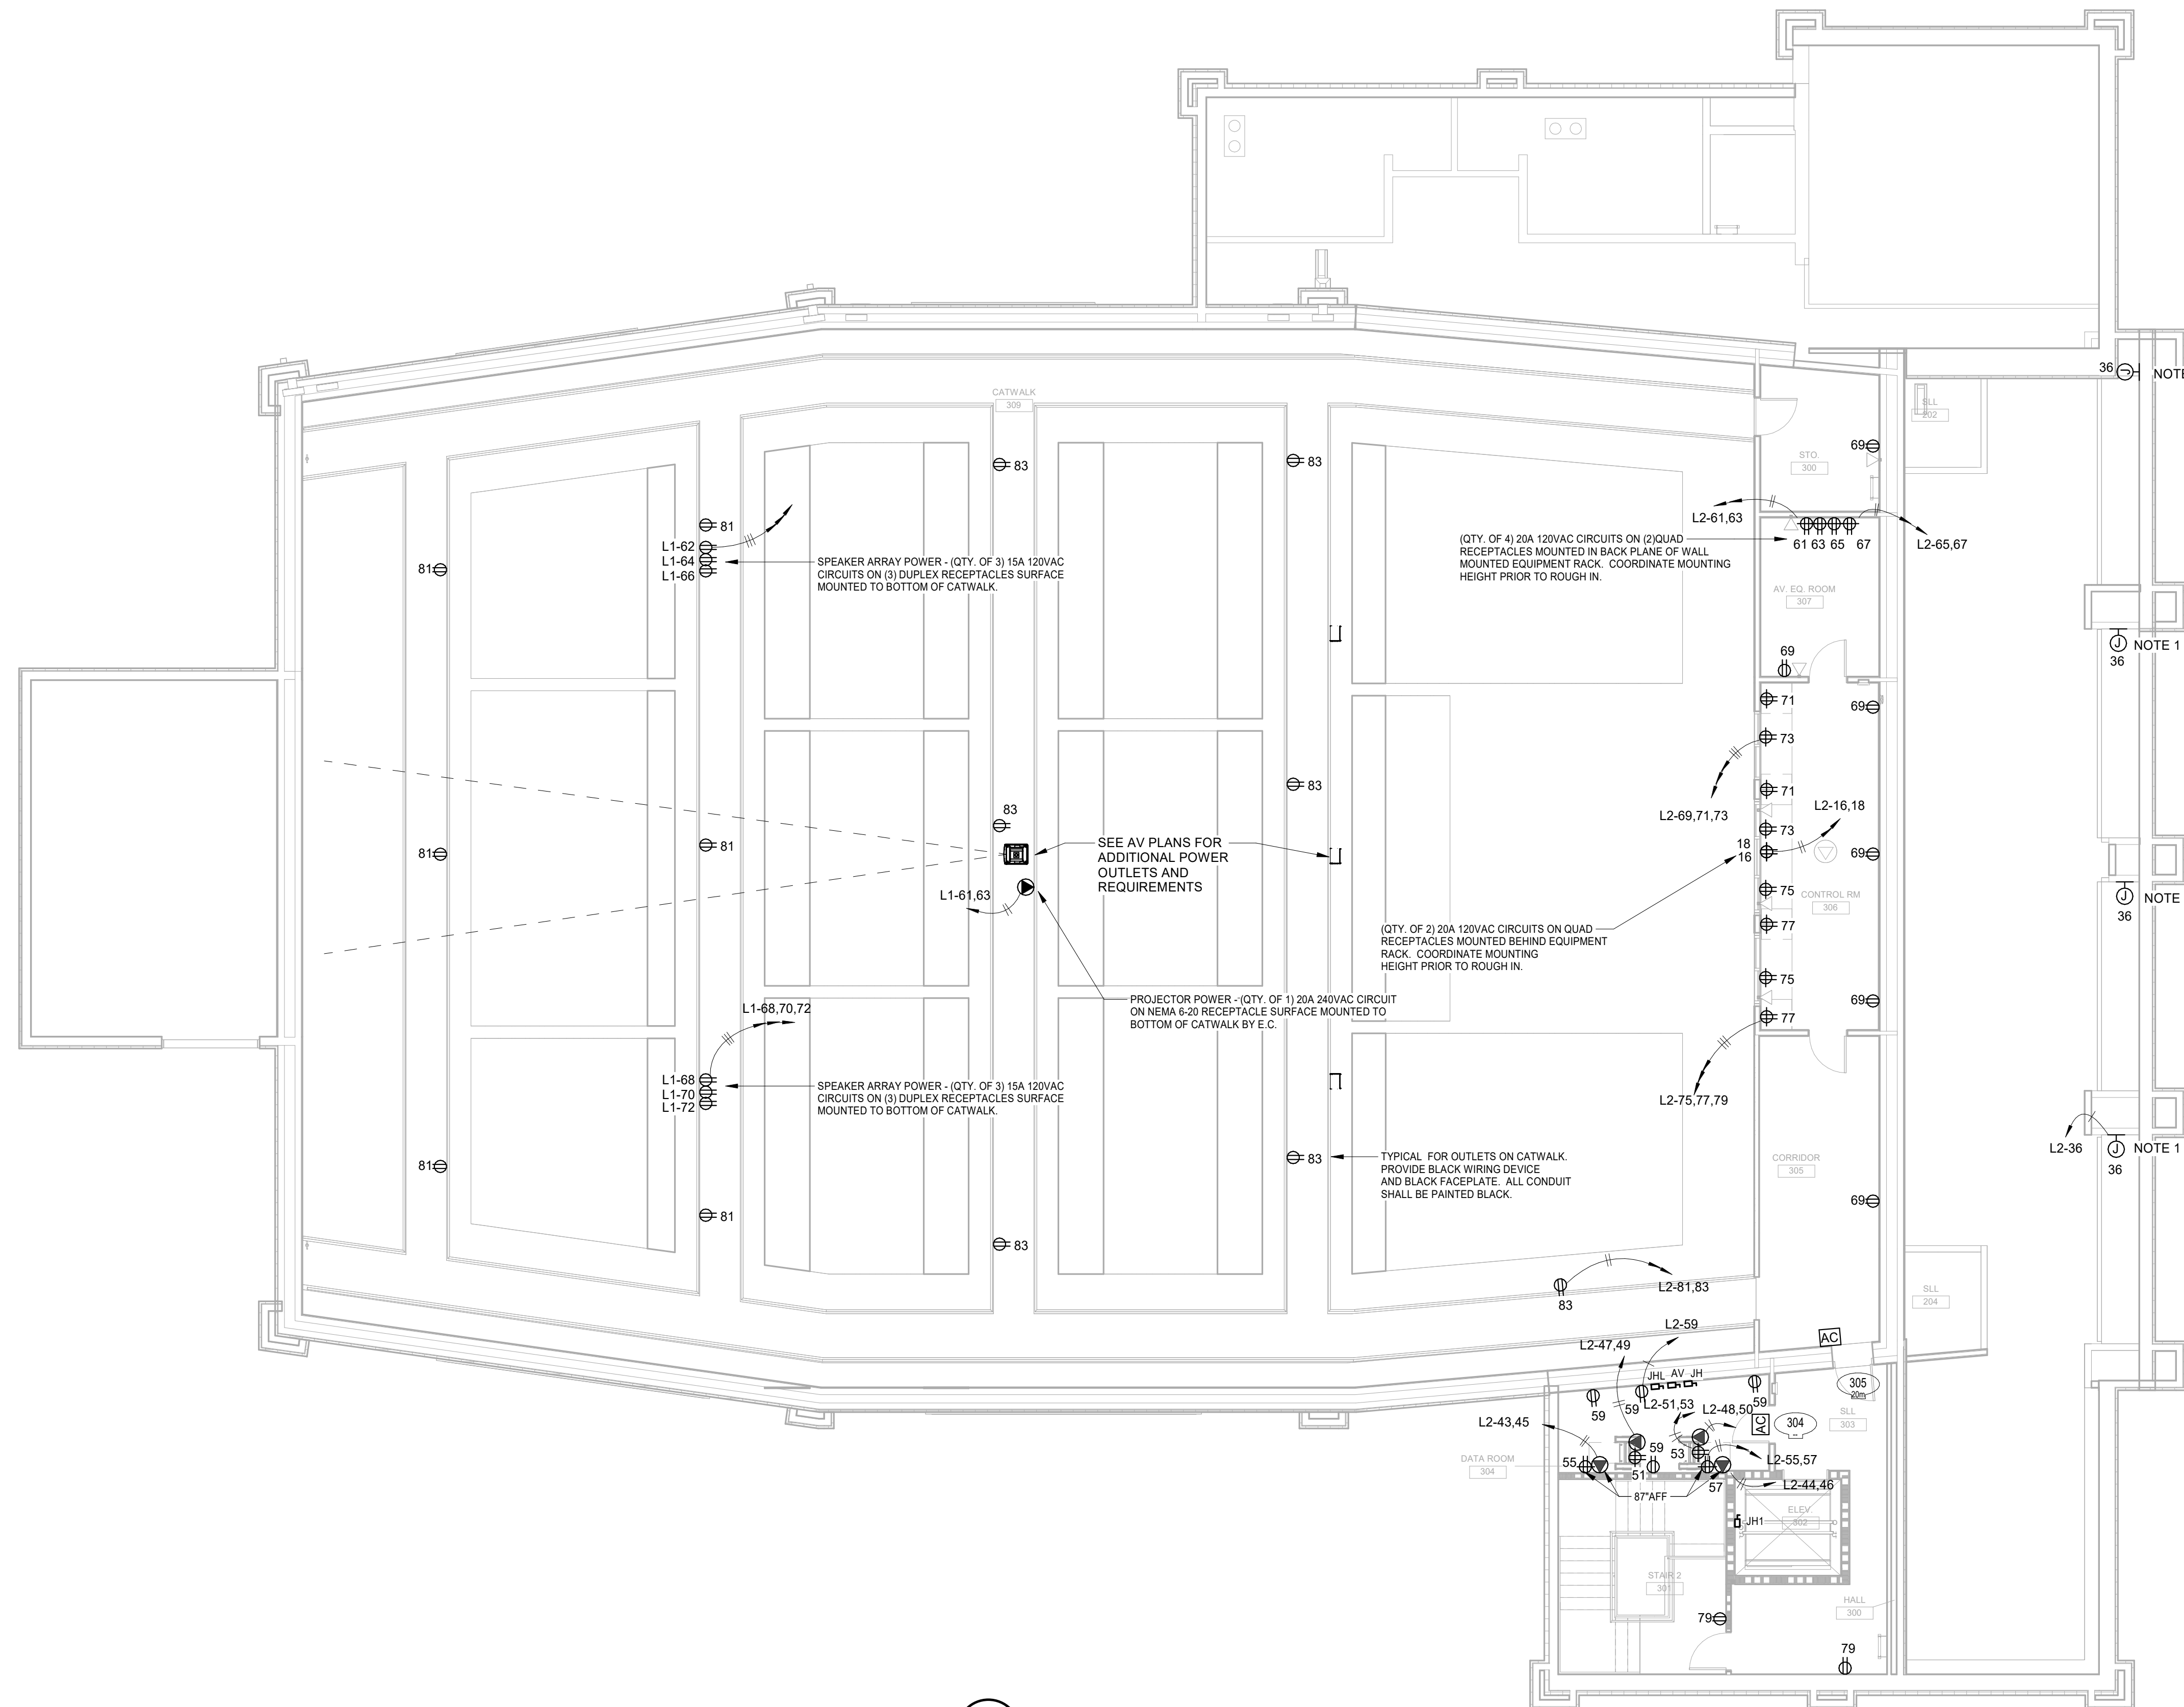 CATWALK
309
36
NOTE
SLL
202
69
STO.
300
83
83
L2-61,63
L2-65,67
61 63 65 67
81
L1-62
L1-64
L1-66
81
SPEAKER ARRAY POWER - (QTY. OF 3) 15A 120VAC
CIRCUITS ON (3) DUPLEX RECEPTACLES SURFACE
MOUNTED TO BOTTOM OF CATWALK.
(QTY. OF 4) 20A 120VAC CIRCUITS ON (2)QUAD
RECEPTACLES MOUNTED IN BACK PLANE OF WALL
MOUNTED EQUIPMENT RACK. COORDINATE MOUNTING
HEIGHT PRIOR TO ROUGH IN.
AV. EQ. ROOM
307
69
J NOTE 1
36
71
69
73
71
L2-69,71,73
L2-16,18
73
18
16
69
83
83
81
81
SEE AV PLANS FOR
ADDITIONAL POWER
OUTLETS AND
REQUIREMENTS
L1-61,63
75
CONTROL RM
306
77
J NOTE
36
(QTY. OF 2) 20A 120VAC CIRCUITS ON QUAD
RECEPTACLES MOUNTED BEHIND EQUIPMENT
RACK. COORDINATE MOUNTING
HEIGHT PRIOR TO ROUGH IN.
75
69
77
L1-68,70,72
PROJECTOR POWER - (QTY. OF 1) 20A 240VAC CIRCUIT
ON NEMA 6-20 RECEPTACLE SURFACE MOUNTED TO
BOTTOM OF CATWALK BY E.C.
L1-68
L1-70
L1-72
SPEAKER ARRAY POWER - (QTY. OF 3) 15A 120VAC
CIRCUITS ON (3) DUPLEX RECEPTACLES SURFACE
MOUNTED TO BOTTOM OF CATWALK.
L2-75,77,79
L2-36
J NOTE 1
36
81
83
TYPICAL FOR OUTLETS ON CATWALK.
PROVIDE BLACK WIRING DEVICE
AND BLACK FACEPLATE. ALL CONDUIT
SHALL BE PAINTED BLACK.
CORRIDOR
305
69
81
83
L2-81,83
83
SLL
204
L2-59
AC
L2-47,49
JHL AV JH
305
20m
59
59
59
L2-51,53
L2-48,50
AC
304
--
SLL
303
L2-43,45
59
53
L2-55,57
DATA ROOM
304
55
51
57
L2-44,46
87"AFF
ELEV.
302
JH1
STAIR 2
301
HALL
300
79
79